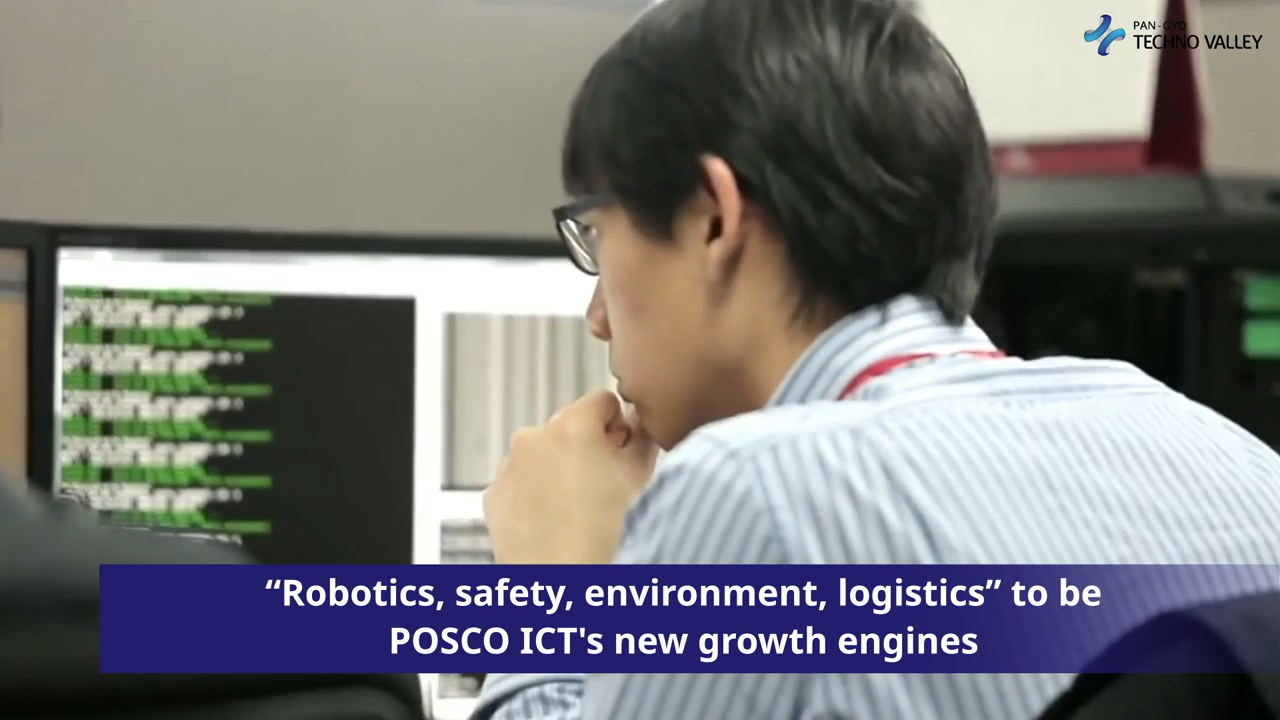 PAN-GYO
TECHNO VALLEY
“Robotics, safety, environment, logistics” to be
POSCO ICT's new growth engines